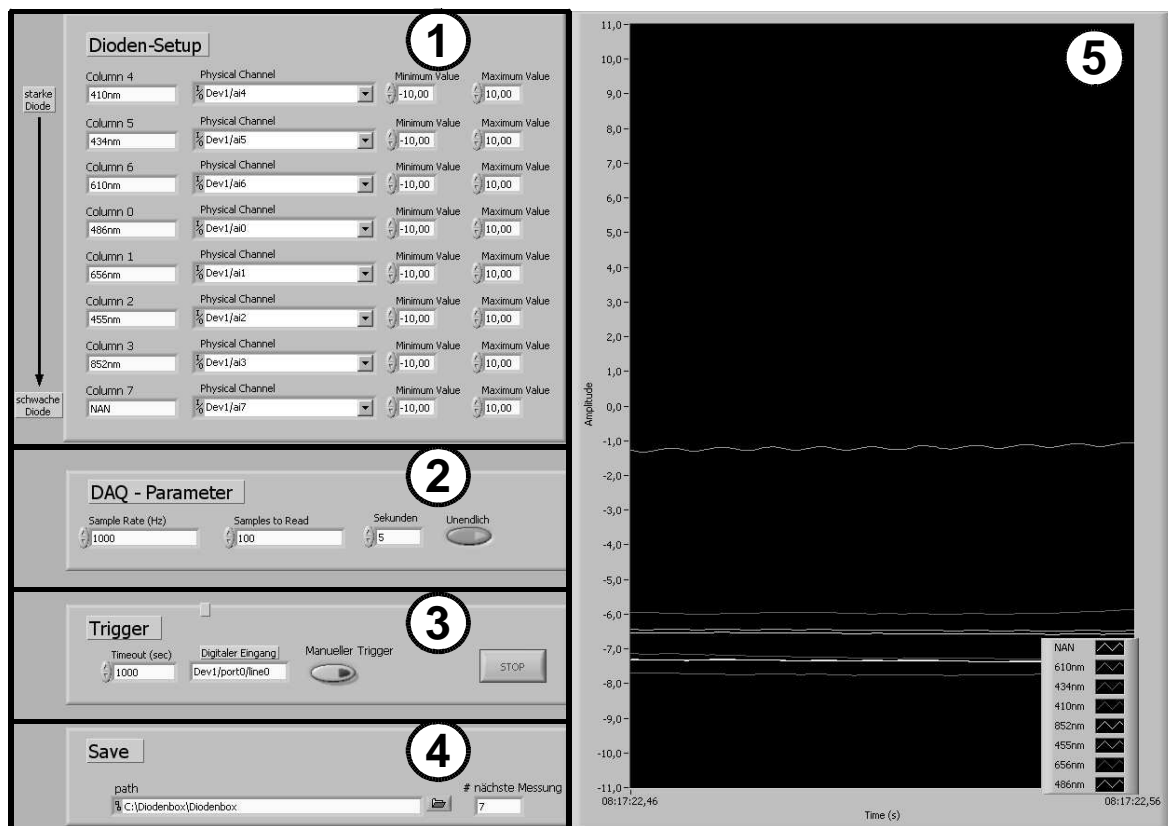 1
Dioden-Setup
starke
Diode
schwache
Diode
Column 4 Physical Channel Minimum Value Maximum Value
410nm Dev1/ai4 -10,00 10,00
Column 5 Physical Channel Minimum Value Maximum Value
434nm Dev1/ai5 -10,00 10,00
Column 6 Physical Channel Minimum Value Maximum Value
610nm Dev1/ai6 -10,00 10,00
Column 0 Physical Channel Minimum Value Maximum Value
486nm Dev1/ai0 -10,00 10,00
Column 1 Physical Channel Minimum Value Maximum Value
656nm Dev1/ai1 -10,00 10,00
Column 2 Physical Channel Minimum Value Maximum Value
455nm Dev1/ai2 -10,00 10,00
Column 3 Physical Channel Minimum Value Maximum Value
852nm Dev1/ai3 -10,00 10,00
Column 7 Physical Channel Minimum Value Maximum Value
NAN Dev1/ai7 -10,00 10,00
2
DAQ - Parameter
Sample Rate (Hz) Samples to Read Sekunden Unendlich
1000 100 5
3
Trigger
Timeout (sec) Digitaler Eingang Manueller Trigger
1000 Dev1/port0/line0 STOP
4
Save
path # nächste Messung
C:\Diodenbox\Diodenbox 7
5
11,0
10,0
9,0
8,0
7,0
6,0
5,0
4,0
3,0
2,0
1,0
0,0
-1,0
-2,0
-3,0
-4,0
-5,0
-6,0
-7,0
-8,0
-9,0
-10,0
-11,0
Amplitude
NAN
610nm
434nm
410nm
852nm
455nm
656nm
486nm
08:17:22,46 08:17:22,56
Time (s)